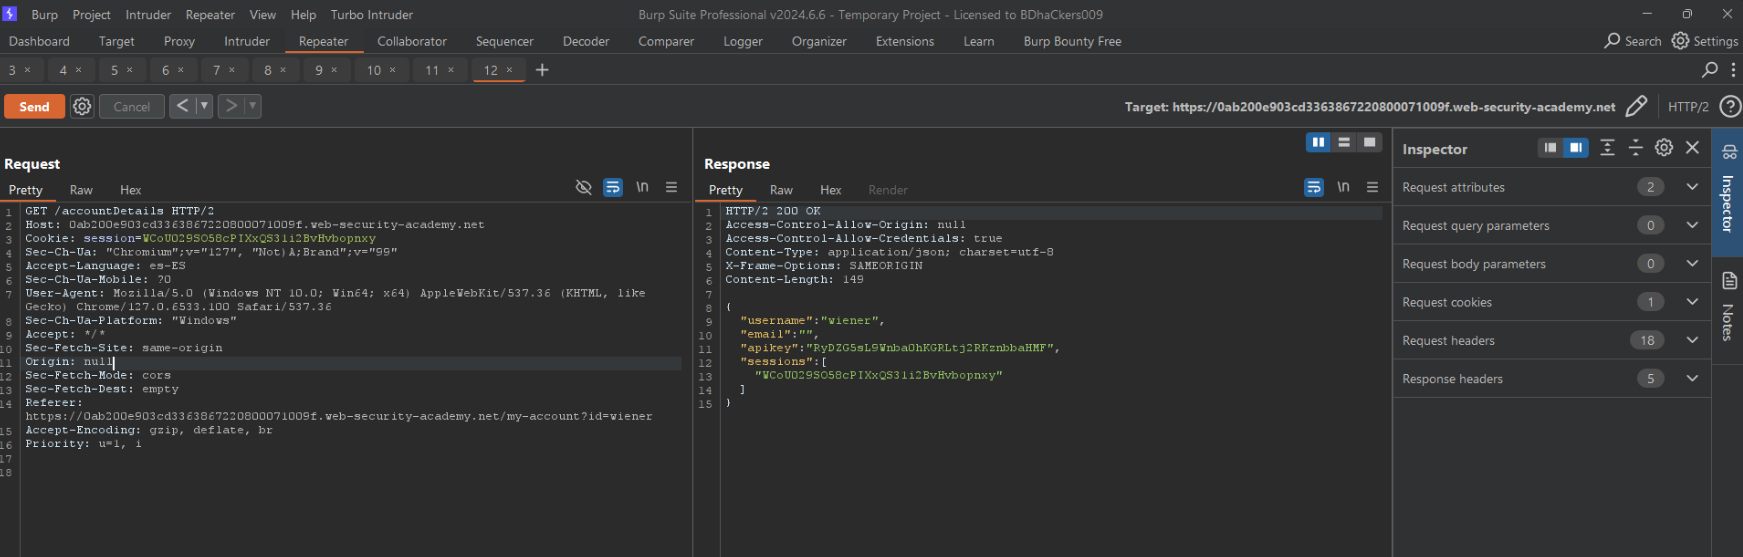 Burp Project Intruder Repeater View Help Turbo Intruder Burp Suite Professional v2024.6.6 - Temporary Project - Licensed to BDhaCkers009
Dashboard Target Proxy Intruder Repeater Collaborator Sequencer Decoder Comparer Logger Organizer Extensions Learn Burp Bounty Free Search Settings
3 × 4 × 5 × 6 × 7 × 8 × 9 × 10 × 11 × 12 × +
Send Cancel < > Target: https://0ab200e903cd3363867220800071009f.web-security-academy.net HTTP/2
Request
Pretty Raw Hex \n
1 GET /accountDetails HTTP/2
2 Host: 0ab200e903cd3363867220800071009f.web-security-academy.net
3 Cookie: session=WCoU029SO58cPIXxQS31i2BvHvbopnxy
4 Sec-Ch-Ua: "Chromium";v="127", "Not)A;Brand";v="99"
5 Accept-Language: es-ES
6 Sec-Ch-Ua-Mobile: ?0
7 User-Agent: Mozilla/5.0 (Windows NT 10.0; Win64; x64) AppleWebKit/537.36 (KHTML, like
Gecko) Chrome/127.0.6533.100 Safari/537.36
8 Sec-Ch-Ua-Platform: "Windows"
9 Accept: */*
10 Sec-Fetch-Site: same-origin
11 Origin: null
12 Sec-Fetch-Mode: cors
13 Sec-Fetch-Dest: empty
14 Referer:
https://0ab200e903cd3363867220800071009f.web-security-academy.net/my-account?id=wiener
15 Accept-Encoding: gzip, deflate, br
16 Priority: u=1, i
17
18
Response
Pretty Raw Hex Render \n
1 HTTP/2 200 OK
2 Access-Control-Allow-Origin: null
3 Access-Control-Allow-Credentials: true
4 Content-Type: application/json; charset=utf-8
5 X-Frame-Options: SAMEORIGIN
6 Content-Length: 149
7
8 {
9 "username":"wiener",
10 "email":"",
11 "apikey":"RyDZG5sL9Wnba0hKGRLtj2RKznbbaHMF",
12 "sessions":[
13 "WCoU029SO58cPIXxQS31i2BvHvbopnxy"
14 ]
15 }
Inspector
Request attributes 2
Request query parameters 0
Request body parameters 0
Request cookies 1
Request headers 18
Response headers 5
Inspector
Notes